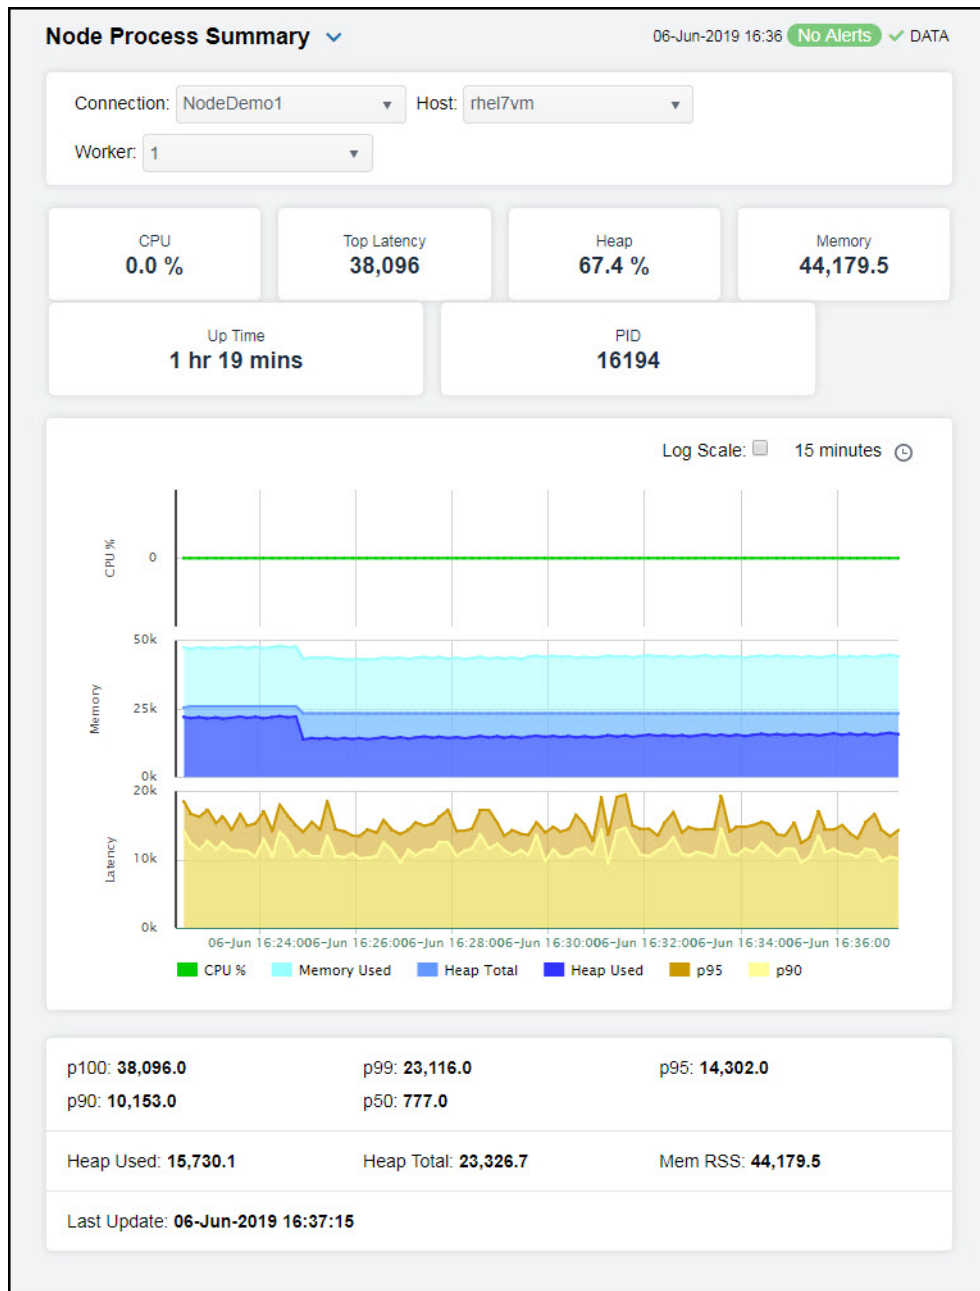 Node Process Summary 06-Jun-2019 16:36 No Alerts DATA
Connection: NodeDemo1 Host: rhel7vm
Worker: 1
CPU Top Latency Heap Memory
0.0 % 38,096 67.4 % 44,179.5
Up Time PID
1 hr 19 mins 16194
Log Scale: 15 minutes
CPU %
0
50k
Memory
25k
0k
20k
Latency
10k
0k
06-Jun 16:24:00 06-Jun 16:26:00 06-Jun 16:28:00 06-Jun 16:30:00 06-Jun 16:32:00 06-Jun 16:34:00 06-Jun 16:36:00
CPU % Memory Used Heap Total Heap Used p95 p90
p100: 38,096.0 p99: 23,116.0 p95: 14,302.0
p90: 10,153.0 p50: 777.0
Heap Used: 15,730.1 Heap Total: 23,326.7 Mem RSS: 44,179.5
Last Update: 06-Jun-2019 16:37:15